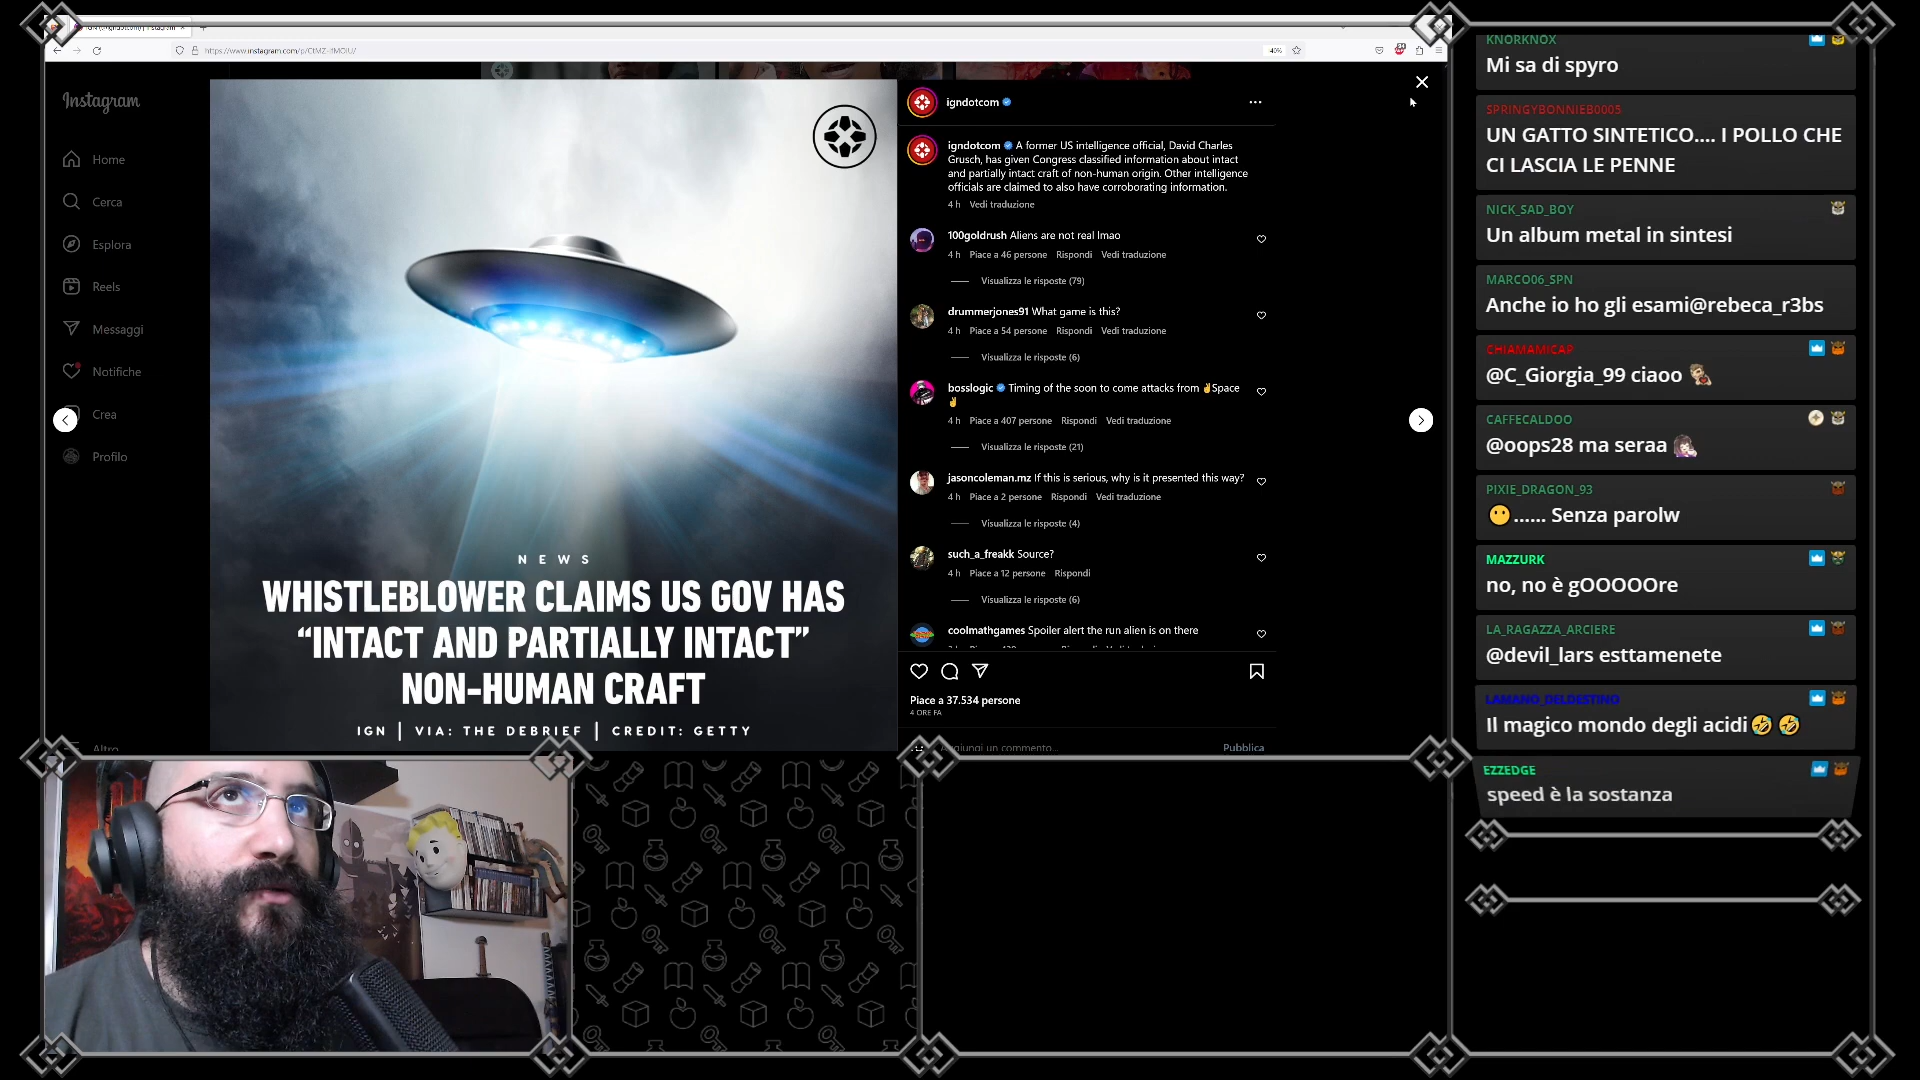 https://www.instagram.com/p/
40%
Instagram
Home
Cerca
Esplora
Reels
Messaggi
Notifiche
Crea
Profilo
Altro
NEWS
WHISTLEBLOWER CLAIMS US GOV HAS
“INTACT AND PARTIALLY INTACT”
NON-HUMAN CRAFT
IGN | VIA: THE DEBRIEF | CREDIT: GETTY
igndotcom
igndotcom A former US intelligence official, David Charles
Grusch, has given Congress classified information about intact
and partially intact craft of non-human origin. Other intelligence
officials are claimed to also have corroborating information.
4 h Vedi traduzione
100goldrush Aliens are not real lmao
4 h Piace a 46 persone Rispondi Vedi traduzione
Visualizza le risposte (79)
drummerjones91 What game is this?
4 h Piace a 54 persone Rispondi Vedi traduzione
Visualizza le risposte (6)
bosslogic Timing of the soon to come attacks from ✌️Space
✌️
4 h Piace a 407 persone Rispondi Vedi traduzione
Visualizza le risposte (21)
jasoncoleman.mz If this is serious, why is it presented this way?
4 h Piace a 2 persone Rispondi Vedi traduzione
Visualizza le risposte (4)
such_a_freakk Source?
4 h Piace a 12 persone Rispondi
Visualizza le risposte (6)
coolmathgames Spoiler alert the run alien is on there
Piace a 37.534 persone
4 ORE FA
Aggiungi un commento...
Pubblica
KNORKNOX
Mi sa di spyro
SPRINGYBONNIEB0005
UN GATTO SINTETICO.... I POLLO CHE
CI LASCIA LE PENNE
NICK_SAD_BOY
Un album metal in sintesi
MARCO06_SPN
Anche io ho gli esami@rebeca_r3bs
CHIAMAMICAP
@C_Giorgia_99 ciaoo
CAFFECALDOO
@oops28 ma seraa
PIXIE_DRAGON_93
😶...... Senza parolw
MAZZURK
no, no è gOOOOOre
LA_RAGAZZA_ARCIERE
@devil_lars esttamenete
LAMANO_DELDESTINO
Il magico mondo degli acidi🤣 🤣
EZZEDGE
speed è la sostanza